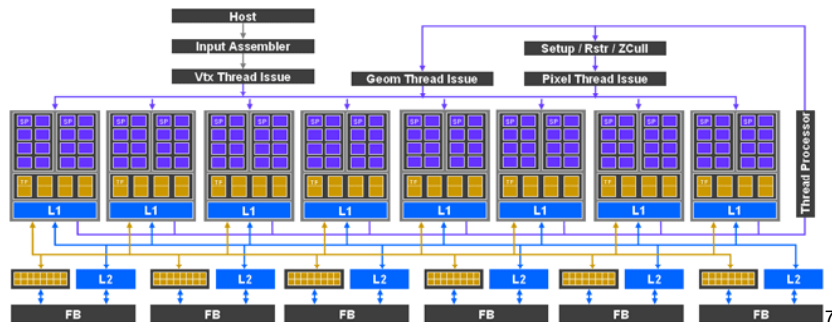 Host
Input Assembler
Setup / Rstr / ZCull
Vtx Thread Issue
Geom Thread Issue
Pixel Thread Issue
SP SP SP SP SP SP SP SP SP SP SP SP SP SP SP SP
Thread Processor
TF TF TF TF TF TF TF TF
L1 L1 L1 L1 L1 L1 L1 L1
L2 L2 L2 L2 L2 L2
FB FB FB FB FB FB
7